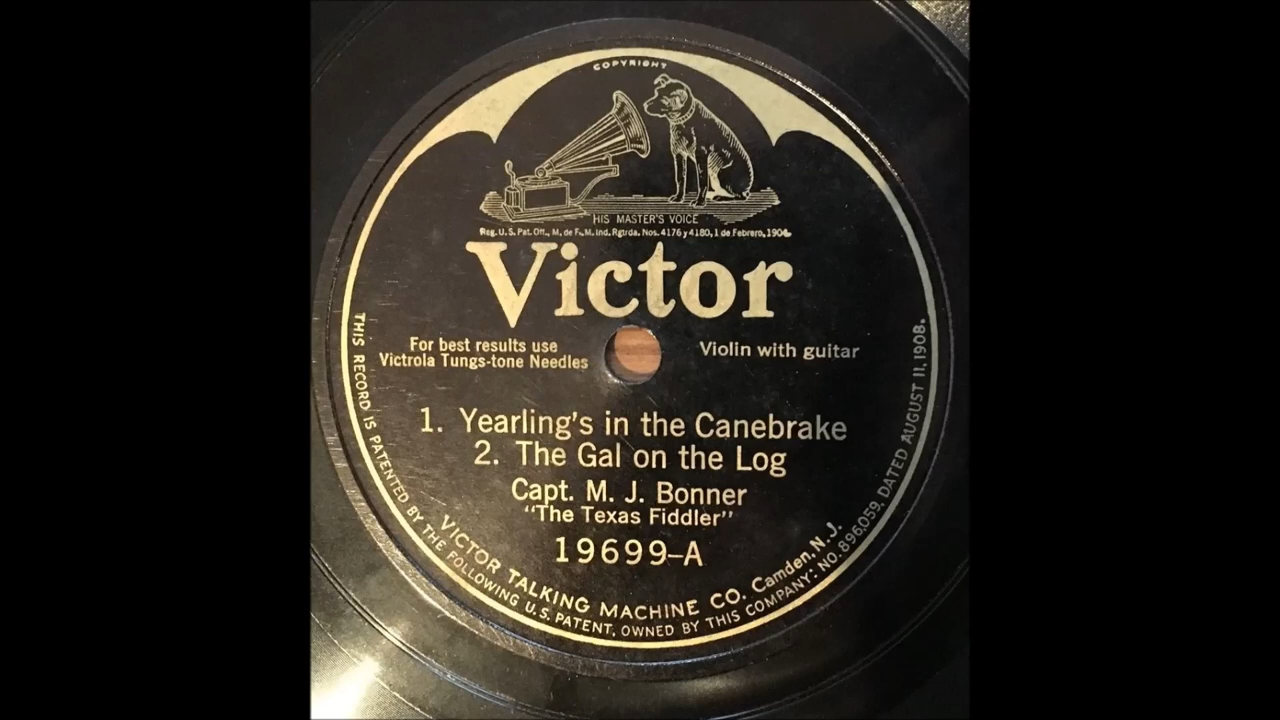 COPYRIGHT
HIS MASTER'S VOICE
Reg. U.S. Pat. Off., M. de F., M. Ind. Rgtrda. Nos. 4176 y 4180, 1 de Febrero, 1904
Victor
For best results use
Victrola Tungs-tone Needles
Violin with guitar
1. Yearling's in the Canebrake
2. The Gal on the Log
Capt. M. J. Bonner
"The Texas Fiddler"
19699-A
VICTOR TALKING MACHINE CO. Camden, N. J.
THIS RECORD IS PATENTED BY THE FOLLOWING U.S. PATENT, OWNED BY THIS COMPANY: NO. 896,059, DATED AUGUST 11, 1908.